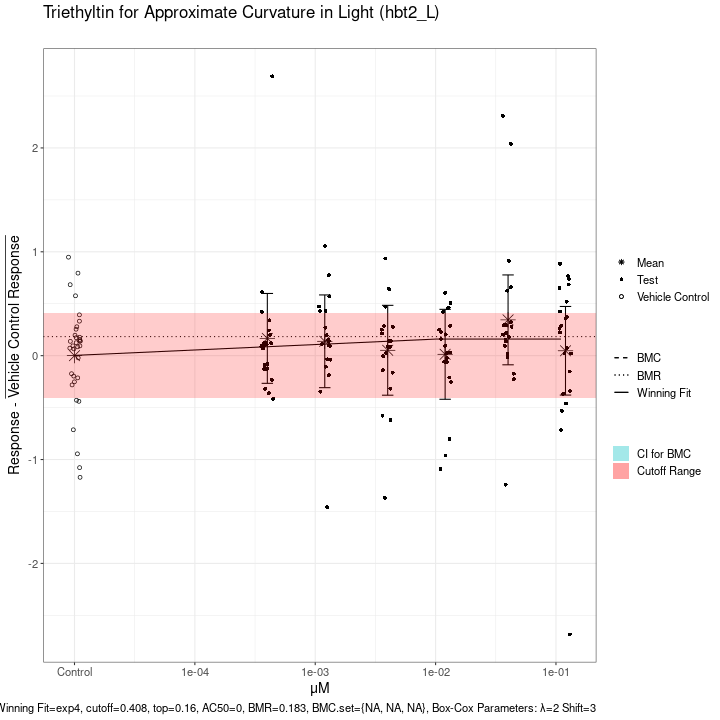 Triethyltin for Approximate Curvature in Light (hbt2_L)
Response - Vehicle Control Response
2
1
0
-1
-2
Control
1e-04
1e-03
1e-02
1e-01
µM
Mean
Test
Vehicle Control
BMC
BMR
Winning Fit
CI for BMC
Cutoff Range
Winning Fit=exp4, cutoff=0.408, top=0.16, AC50=0, BMR=0.183, BMC.set={NA, NA, NA}, Box-Cox Parameters: λ=2 Shift=3